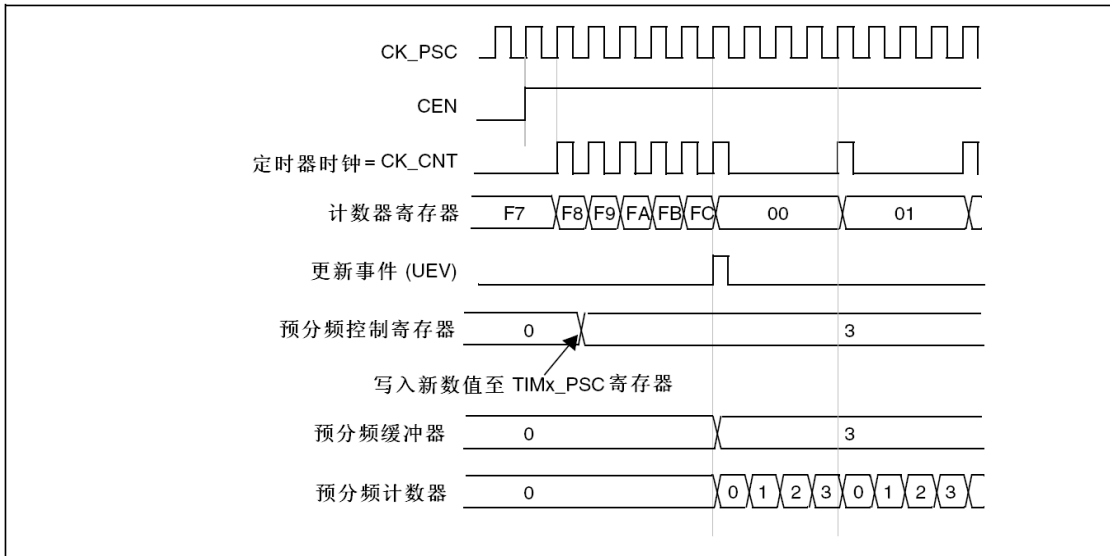 CK_PSC
CEN
定时器时钟 = CK_CNT
计数器寄存器 F7 F8 F9 FA FB FC 00 01
更新事件 (UEV)
预分频控制寄存器 0 3
写入新数值至 TIMx_PSC 寄存器
预分频缓冲器 0 3
预分频计数器 0 0 1 2 3 0 1 2 3